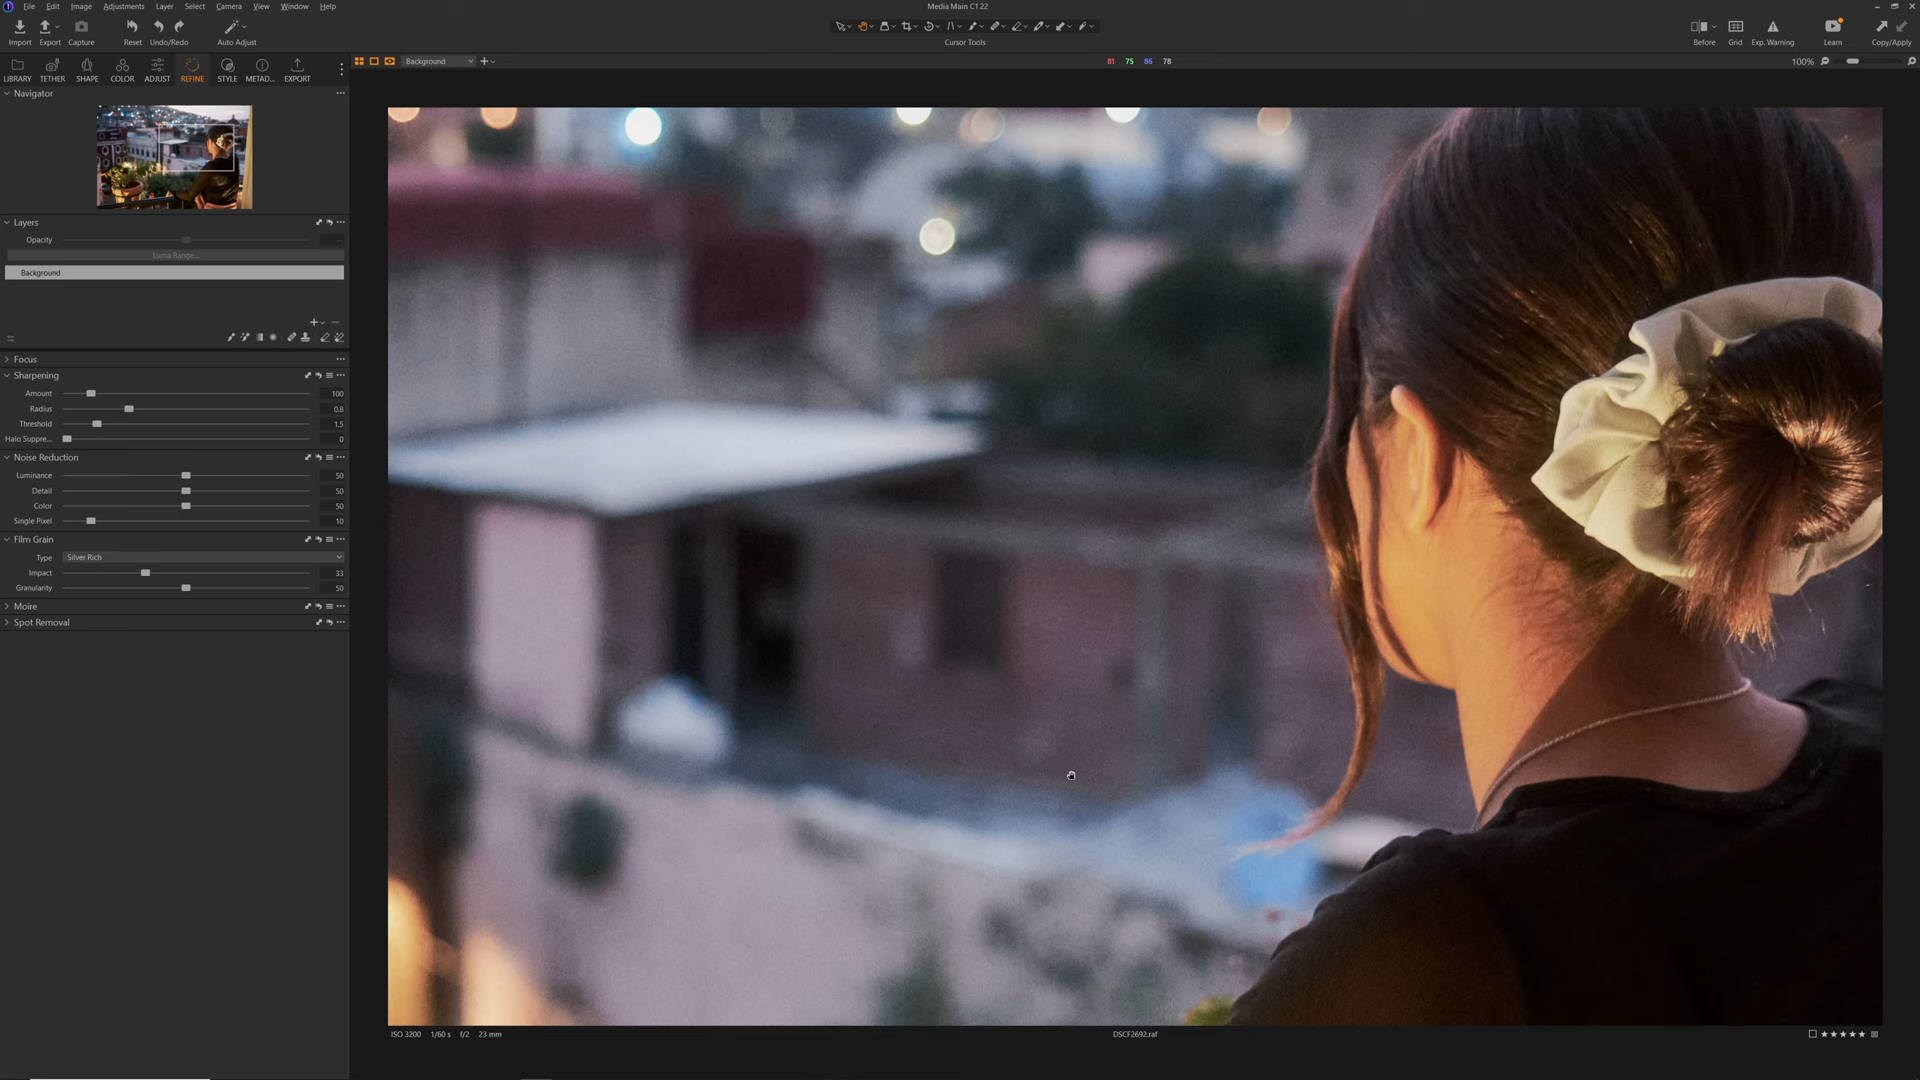 File Edit Image Adjustments Layer Select Camera View Window Help
Media Main C1 22
Import Export Capture Reset Undo/Redo Auto Adjust
Cursor Tools
Before Grid Exp. Warning Learn Copy/Apply
LIBRARY TETHER SHAPE COLOR ADJUST REFINE STYLE METAD... EXPORT
Background
81 75 86 78
100%
Navigator
Layers
Opacity
Luma Range...
Background
Focus
Sharpening
Amount 100
Radius 0.8
Threshold 1.5
Halo Suppre... 0
Noise Reduction
Luminance 50
Detail 50
Color 50
Single Pixel 10
Film Grain
Type Silver Rich
Impact 33
Granularity 50
Moire
Spot Removal
ISO 3200 1/60 s f/2 23 mm
DSCF2692.raf